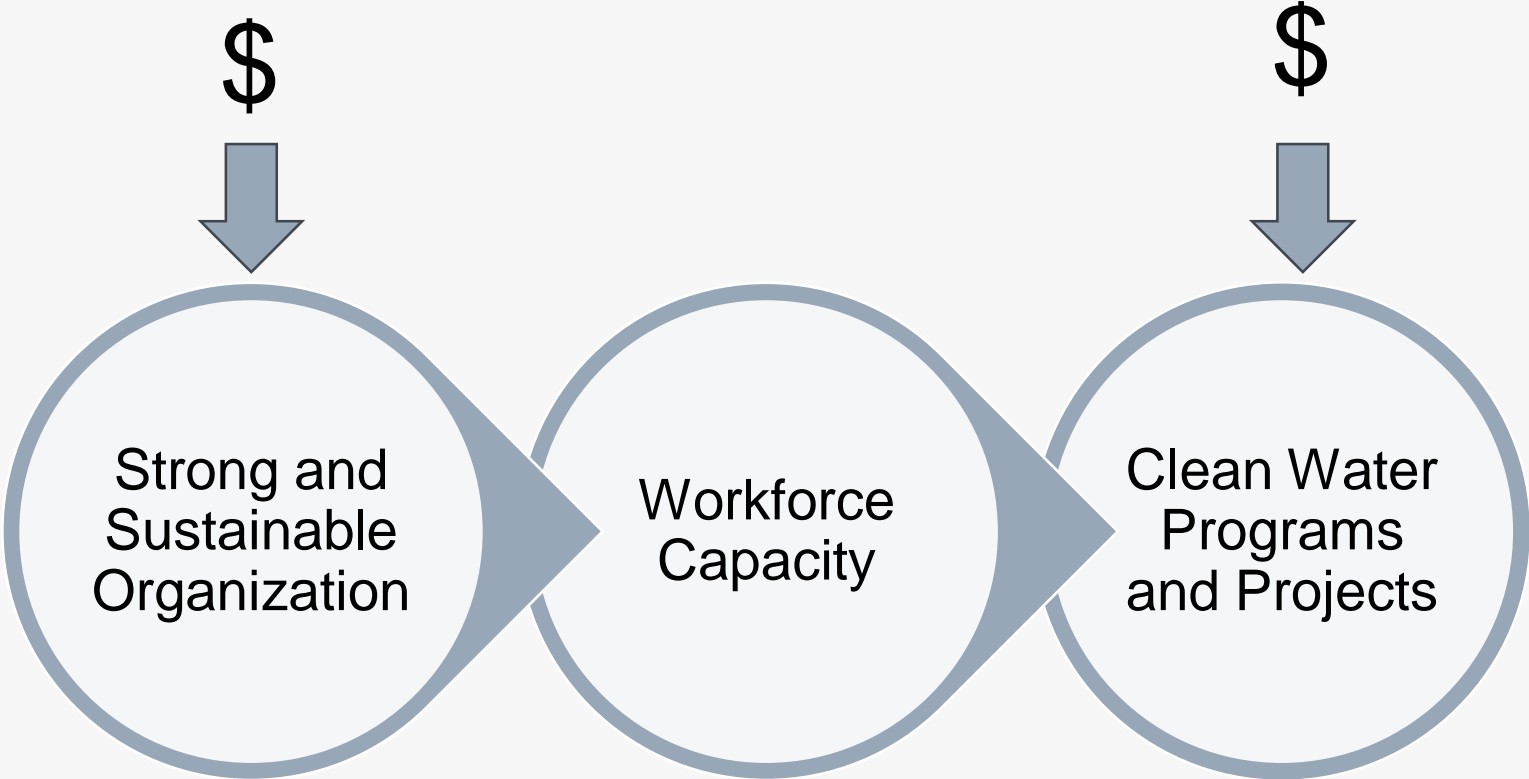 $
$
Strong and
Sustainable
Organization
Workforce
Capacity
Clean Water
Programs
and Projects